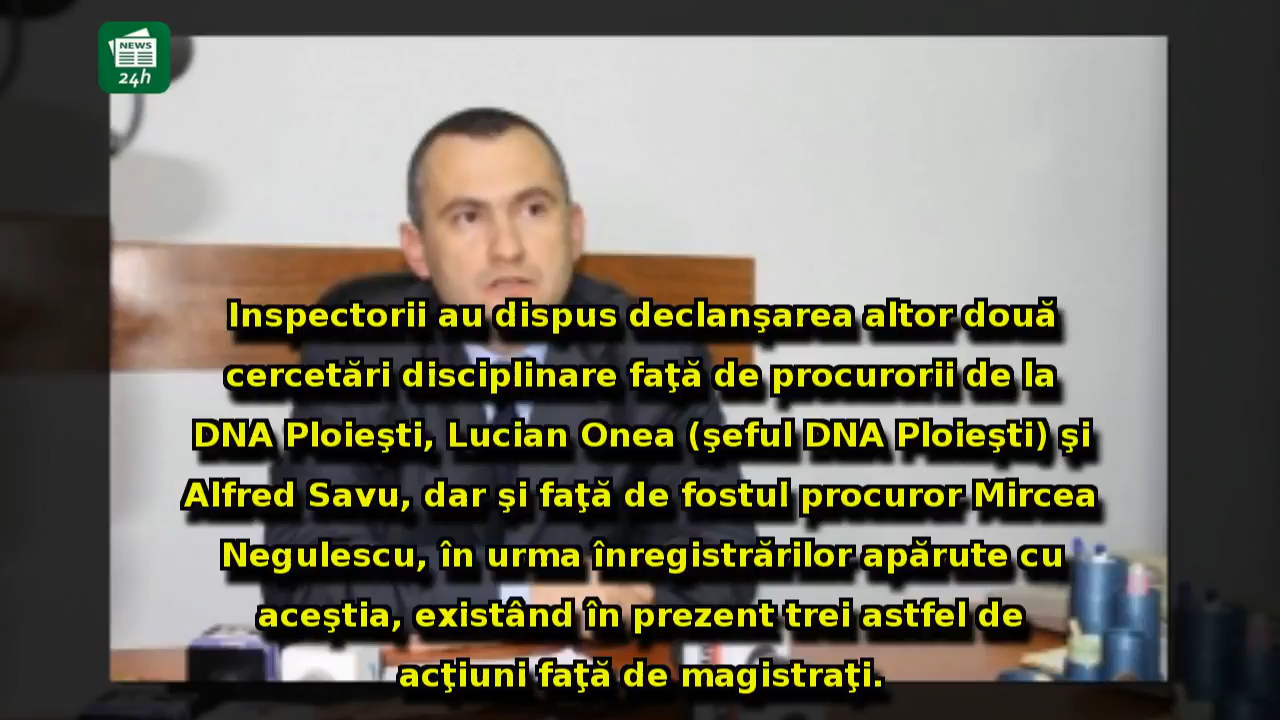 NEWS
24h
Inspectorii au dispus declanşarea altor două
cercetări disciplinare faţă de procurorii de la
DNA Ploieşti, Lucian Onea (şeful DNA Ploieşti) şi
Alfred Savu, dar şi faţă de fostul procuror Mircea
Negulescu, în urma înregistrărilor apărute cu
aceştia, existând în prezent trei astfel de
acţiuni faţă de magistraţi.